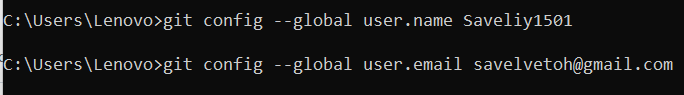 C:\Users\Lenovo>git config --global user.name Saveliy1501
C:\Users\Lenovo>git config --global user.email savelvetoh@gmail.com